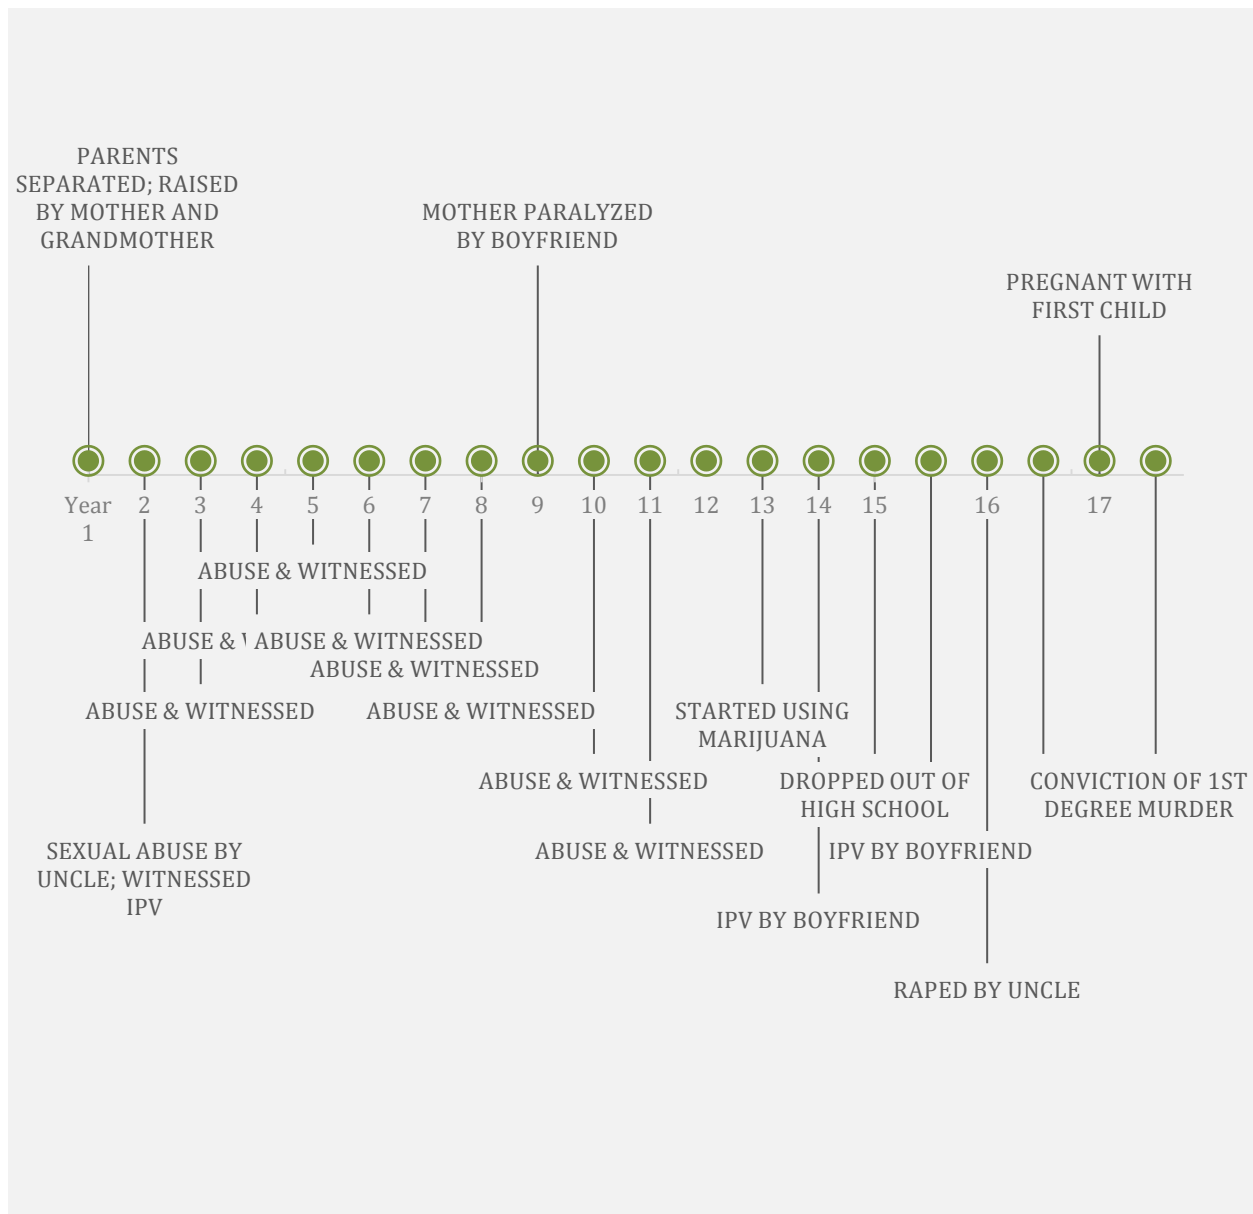 PARENTS
SEPARATED; RAISED
BY MOTHER AND
GRANDMOTHER
MOTHER PARALYZED
BY BOYFRIEND
PREGNANT WITH
FIRST CHILD
Year
1
2
3
4
5
6
7
8
9
10
11
12
13
14
15
16
17
ABUSE & WITNESSED
ABUSE &
ABUSE & WITNESSED
ABUSE & WITNESSED
ABUSE & WITNESSED
ABUSE & WITNESSED
STARTED USING
MARIJUANA
ABUSE & WITNESSED
DROPPED OUT OF
HIGH SCHOOL
CONVICTION OF 1ST
DEGREE MURDER
SEXUAL ABUSE BY
UNCLE; WITNESSED
IPV
ABUSE & WITNESSED
IPV BY BOYFRIEND
IPV BY BOYFRIEND
RAPED BY UNCLE